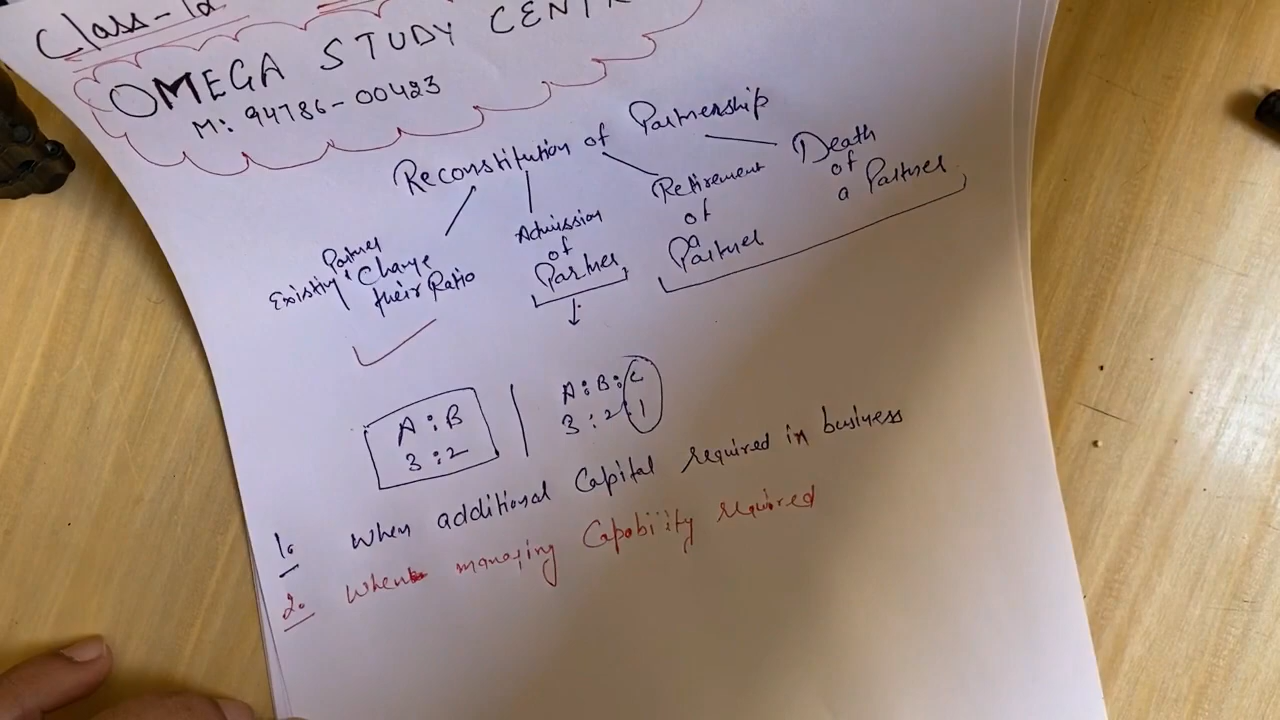 Class-12
OMEGA STUDY CENTR
M: 94786-00423
Reconstitution of Partnership
Existing Partner Change their Ratio
Admission
of
Partner
Retirement
of
a
Partner
Death
of
a Partner
A : B
3 : 2
A : B : C
3 : 2 : 1
1. When additional Capital required in business
2. When managing Capability required